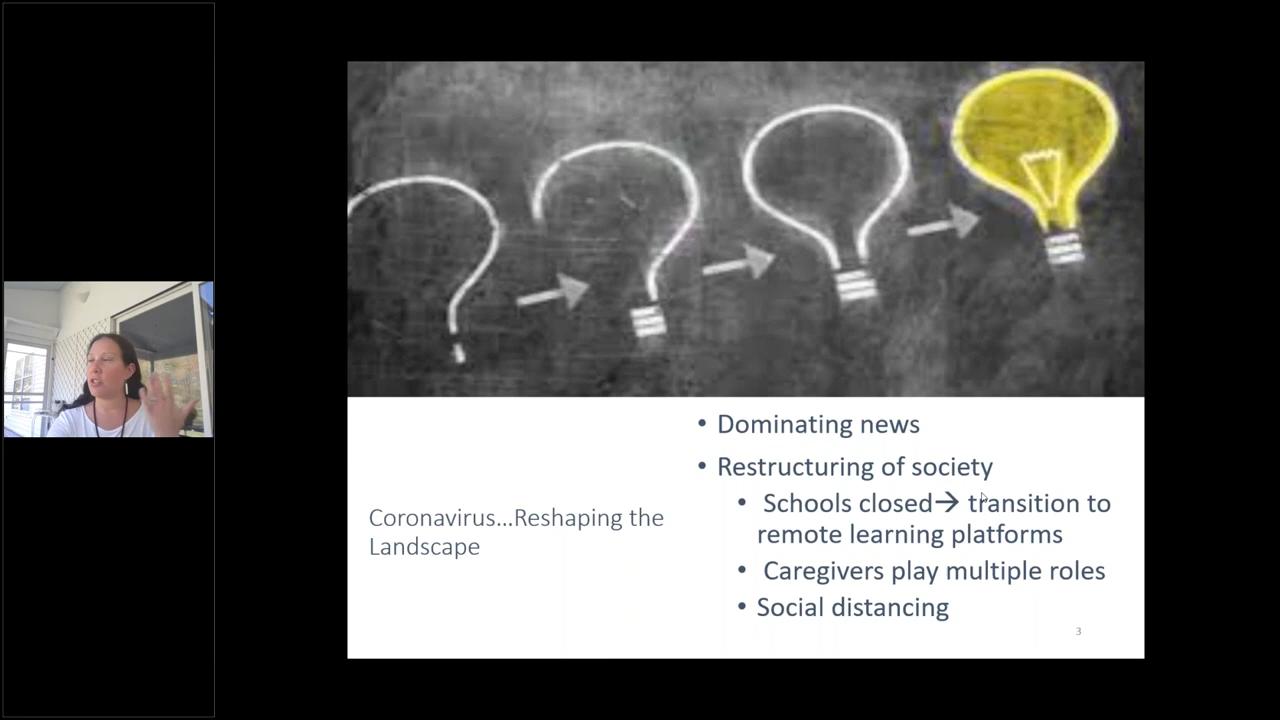 Coronavirus...Reshaping the
Landscape
• Dominating news
• Restructuring of society
• Schools closed→ transition to
remote learning platforms
• Caregivers play multiple roles
• Social distancing
3